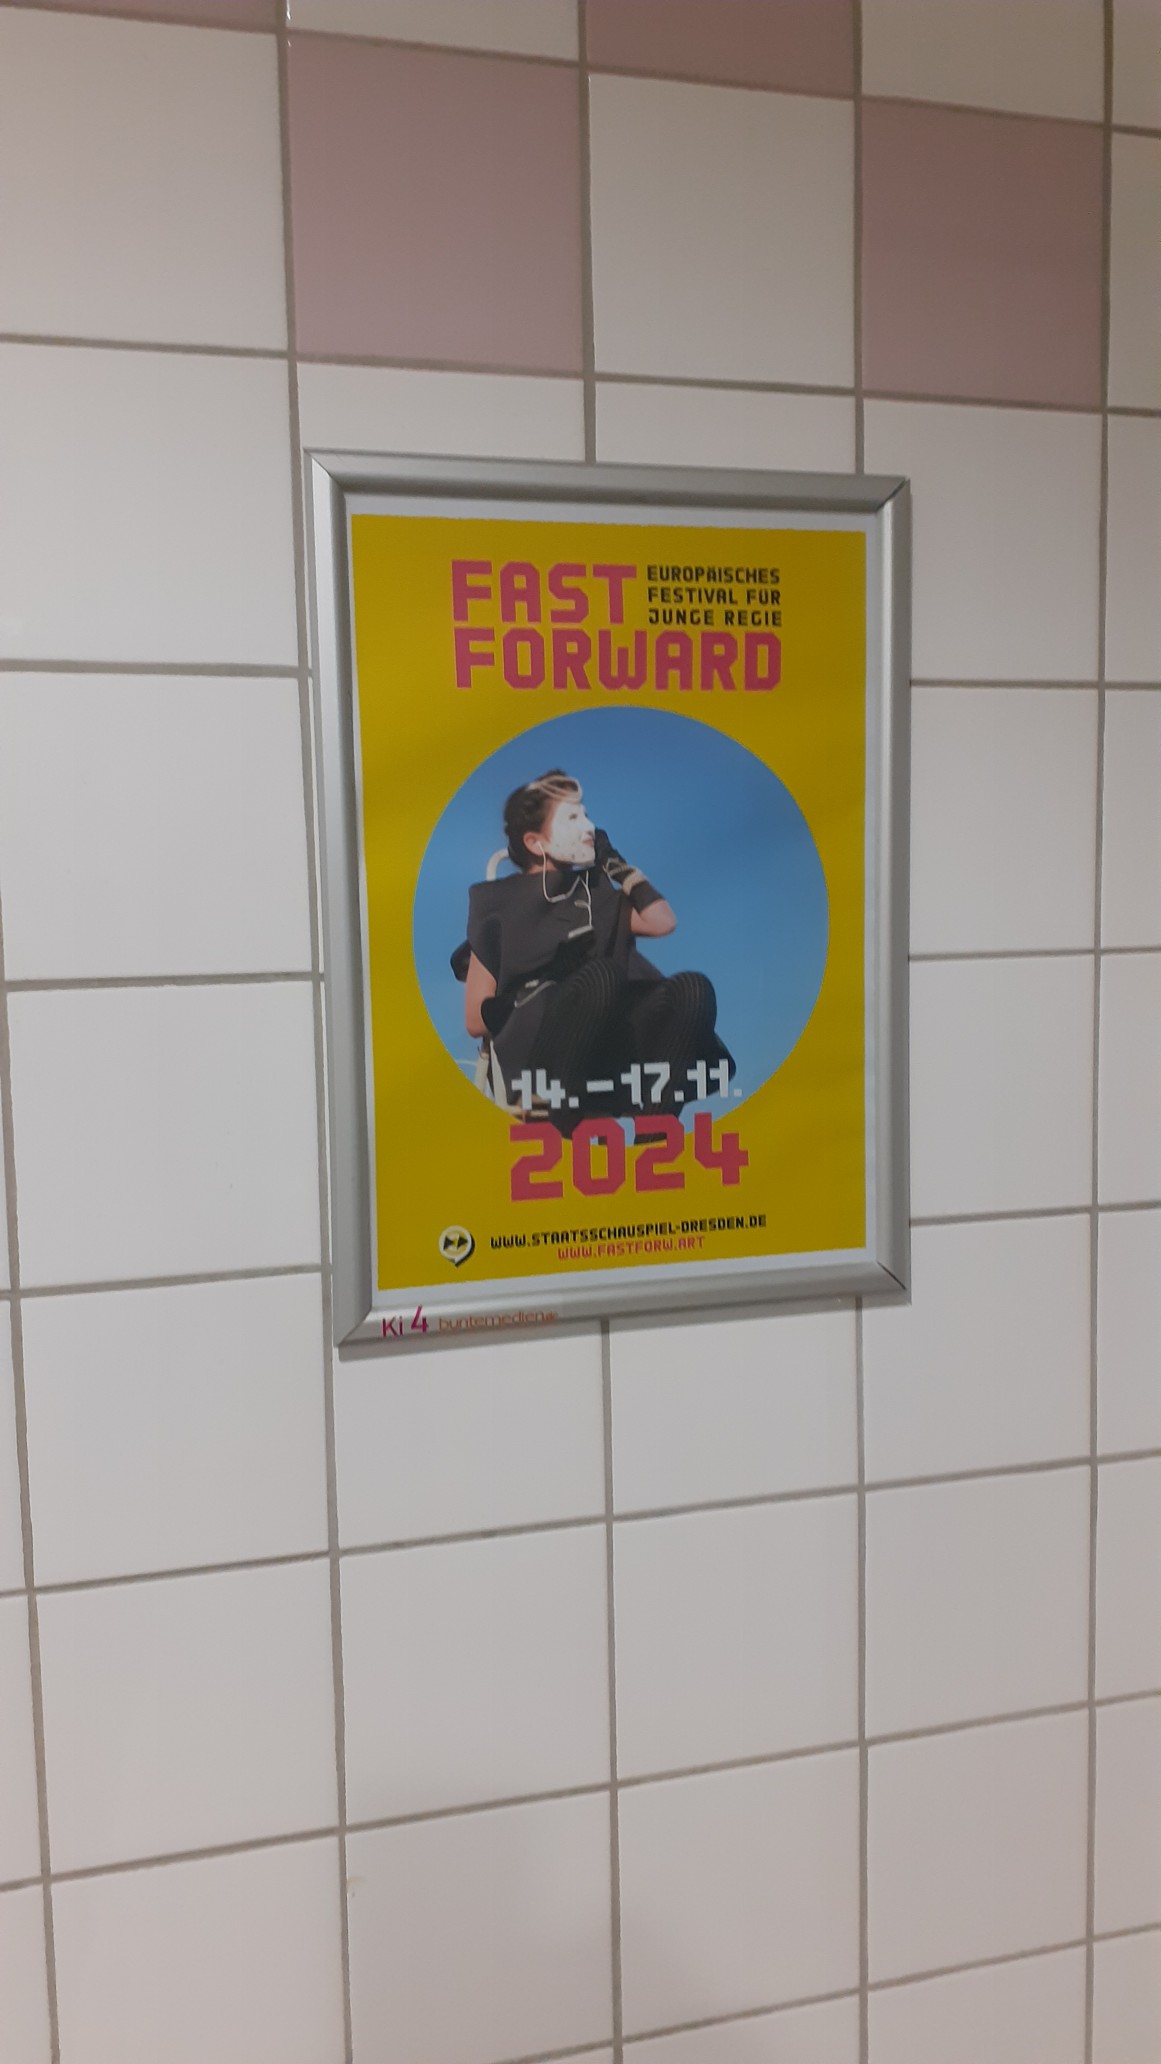 FAST
EUROPÄISCHES
FESTIVAL FÜR
JUNGE REGIE
FORWARD
14.–17.11.
2024
WWW.STAATSSCHAUSPIEL-DRESDEN.DE
WWW.FASTFORW.ART
Ki 4 buntemedien.de